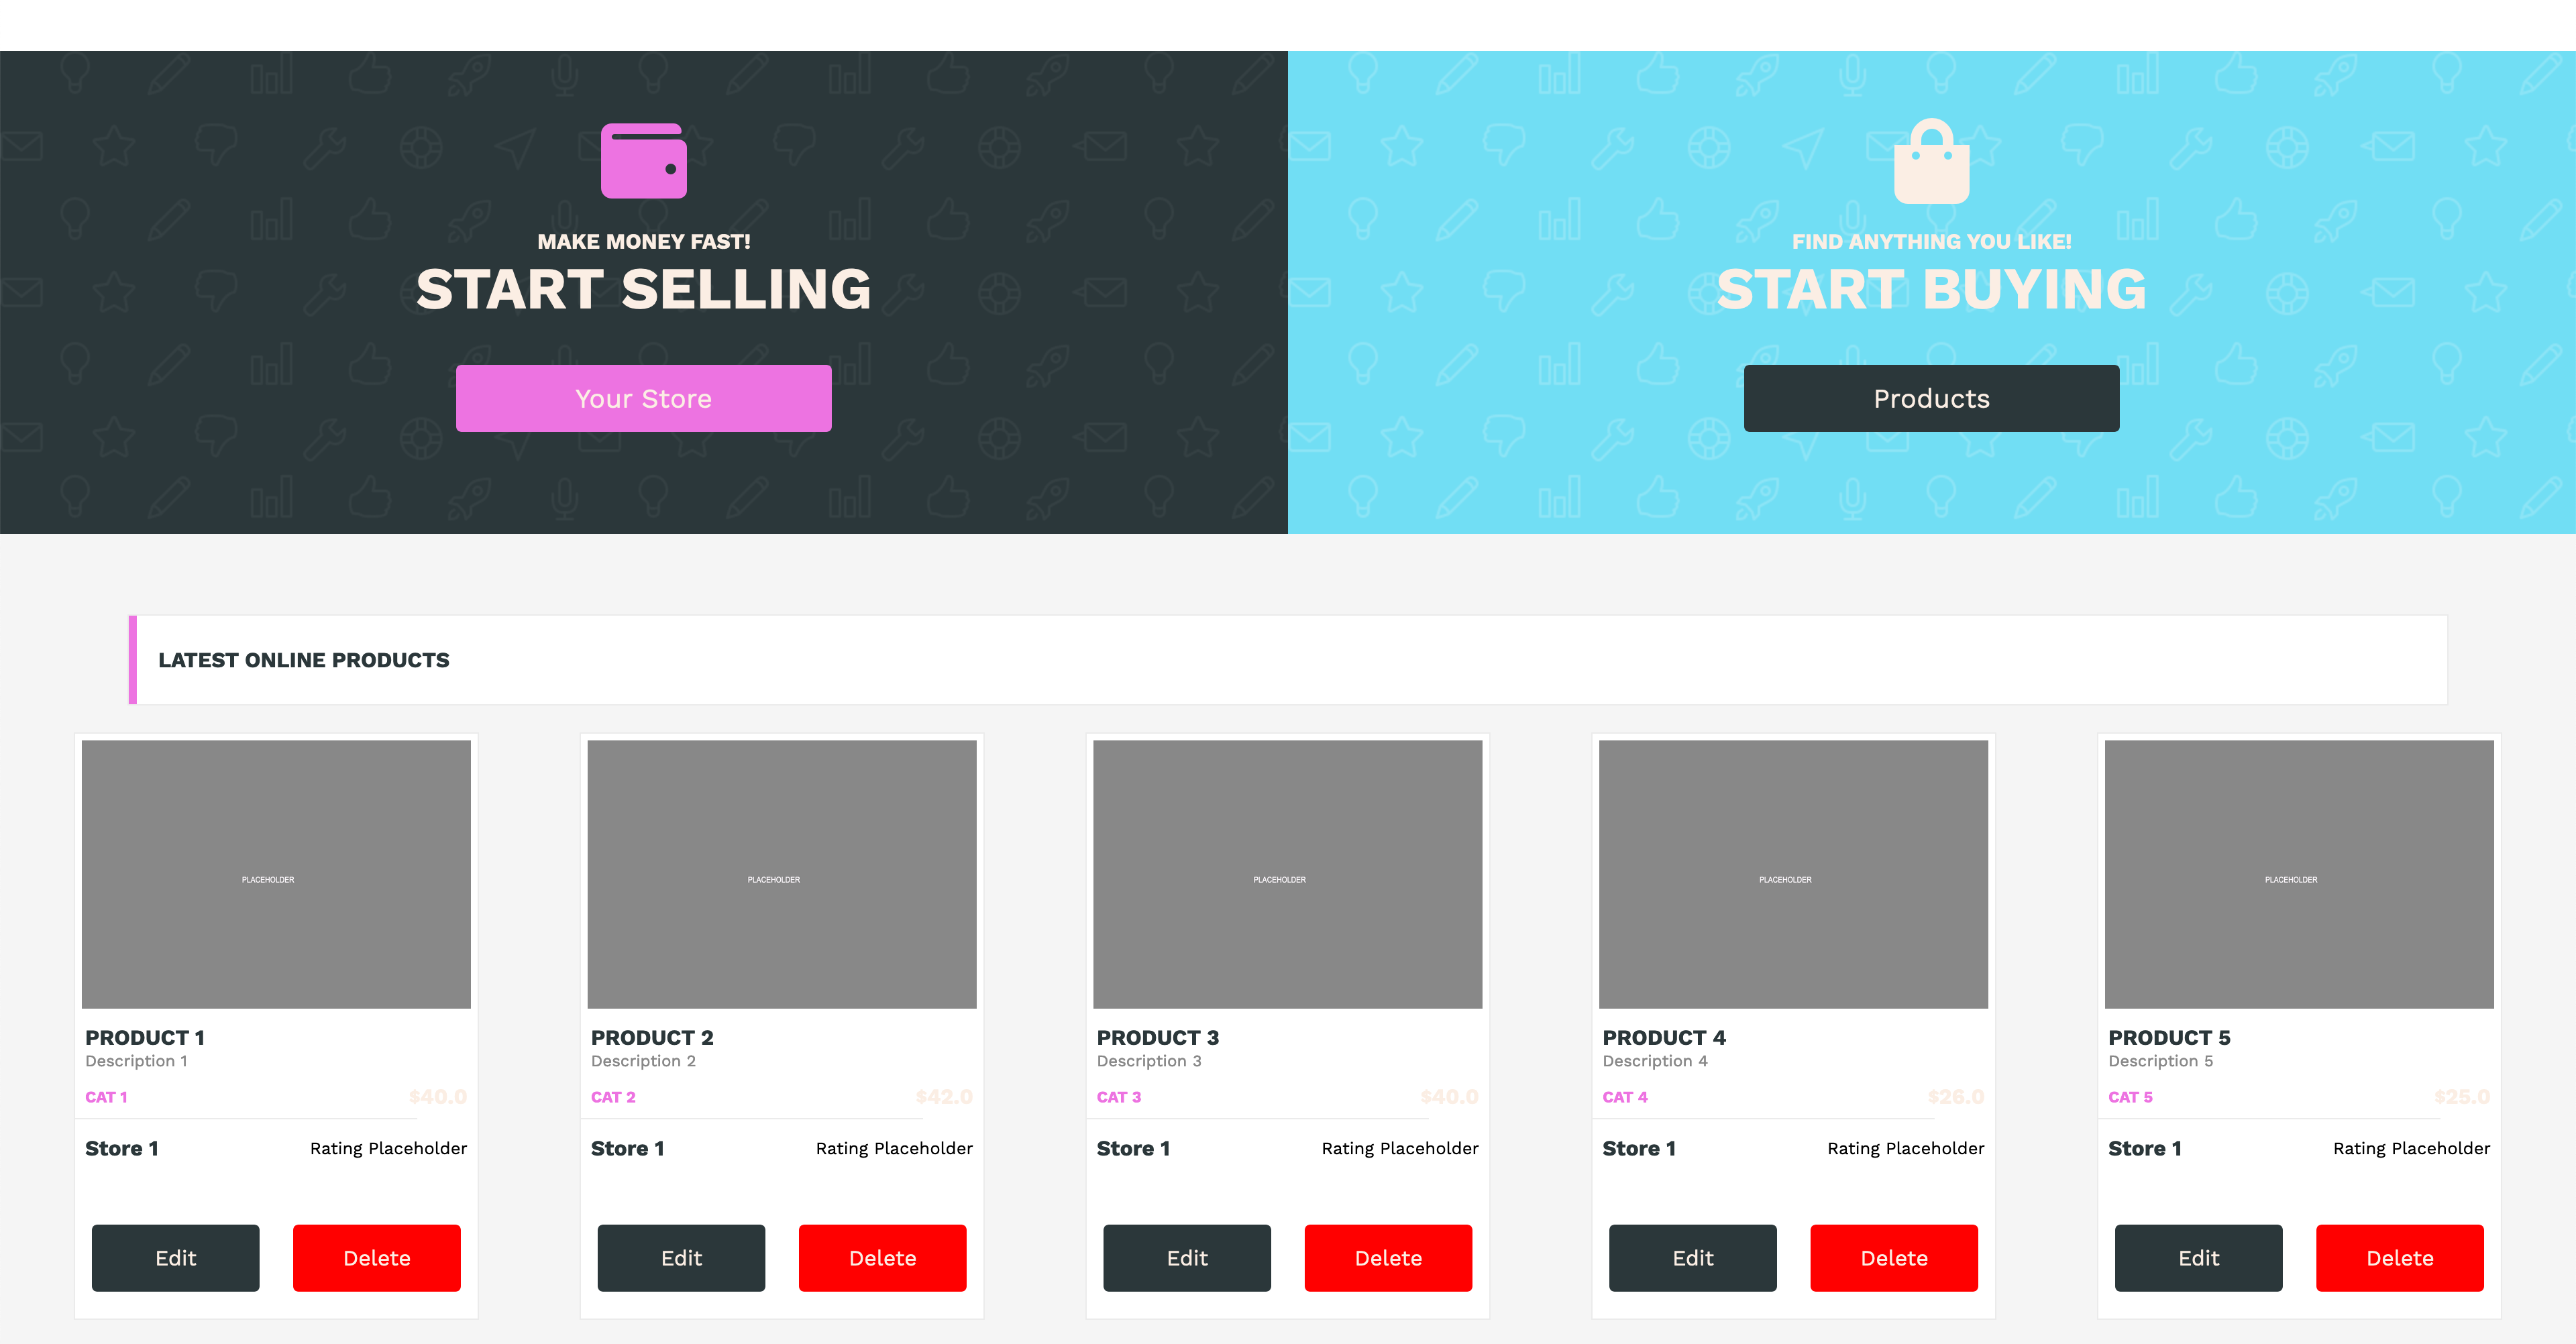 MAKE MONEY FAST!
START SELLING
Your Store
FIND ANYTHING YOU LIKE!
START BUYING
Products
LATEST ONLINE PRODUCTS
PLACEHOLDER
PRODUCT 1
Description 1
CAT 1 $40.0
Store 1 Rating Placeholder
Edit Delete
PLACEHOLDER
PRODUCT 2
Description 2
CAT 2 $42.0
Store 1 Rating Placeholder
Edit Delete
PLACEHOLDER
PRODUCT 3
Description 3
CAT 3 $40.0
Store 1 Rating Placeholder
Edit Delete
PLACEHOLDER
PRODUCT 4
Description 4
CAT 4 $26.0
Store 1 Rating Placeholder
Edit Delete
PLACEHOLDER
PRODUCT 5
Description 5
CAT 5 $25.0
Store 1 Rating Placeholder
Edit Delete